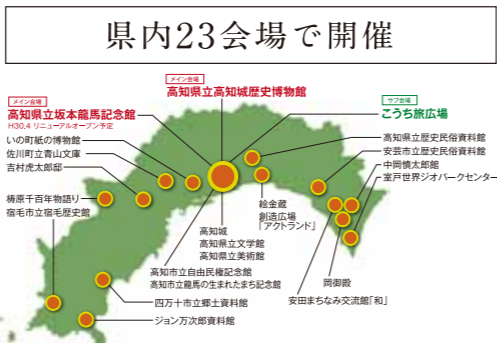 県内23会場で開催
メイン会場
高知県立高知城歴史博物館
メイン会場
高知県立坂本龍馬記念館
H30.4 リニューアルオープン予定
サブ会場
こうち旅広場
いの町紙の博物館
佐川町立青山文庫
吉村虎太郎邸
梼原千百年物語り
宿毛市立宿毛歴史館
高知県立歴史民俗資料館
安芸市立歴史民俗資料館
中岡慎太郎館
室戸世界ジオパークセンター
絵金蔵
創造広場
「アクトランド」
高知城
高知県立文学館
高知県立美術館
高知市立自由民権記念館
高知市立龍馬の生まれたまち記念館
岡御殿
安田まちなみ交流館「和」
四万十市立郷土資料館
ジョン万次郎資料館